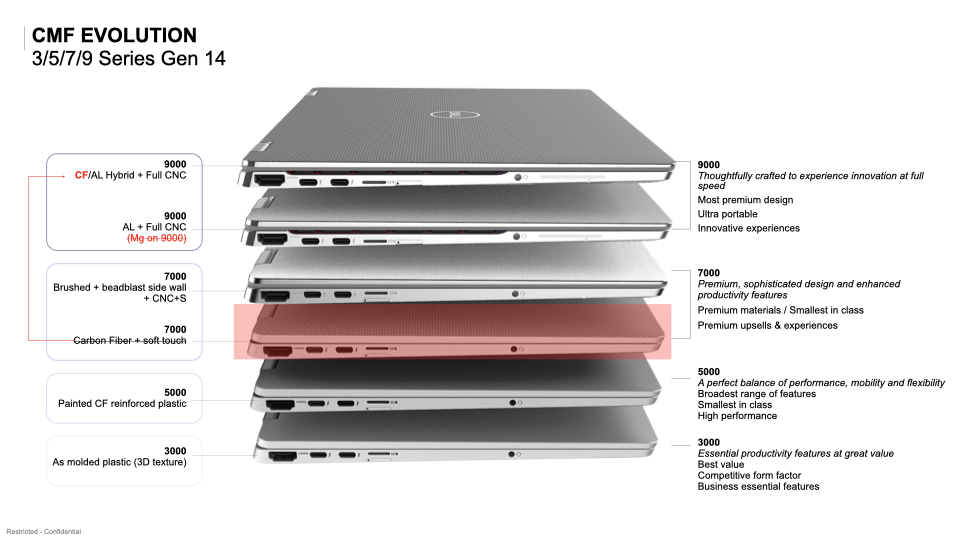 CMF EVOLUTION
3/5/7/9 Series Gen 14
9000
CF/AL Hybrid + Full CNC
9000
AL + Full CNC
(Mg on 9000)
7000
Brushed + beadblast side wall
+ CNC+S
7000
Carbon Fiber + soft touch
5000
Painted CF reinforced plastic
3000
As molded plastic (3D texture)
DELL
9000
Thoughtfully crafted to experience innovation at full
speed
Most premium design
Ultra portable
Innovative experiences
7000
Premium, sophisticated design and enhanced
productivity features
Premium materials / Smallest in class
Premium upsells & experiences
5000
A perfect balance of performance, mobility and flexibility
Broadest range of features
Smallest in class
High performance
3000
Essential productivity features at great value
Best value
Competitive form factor
Business essential features
Restricted - Confidential